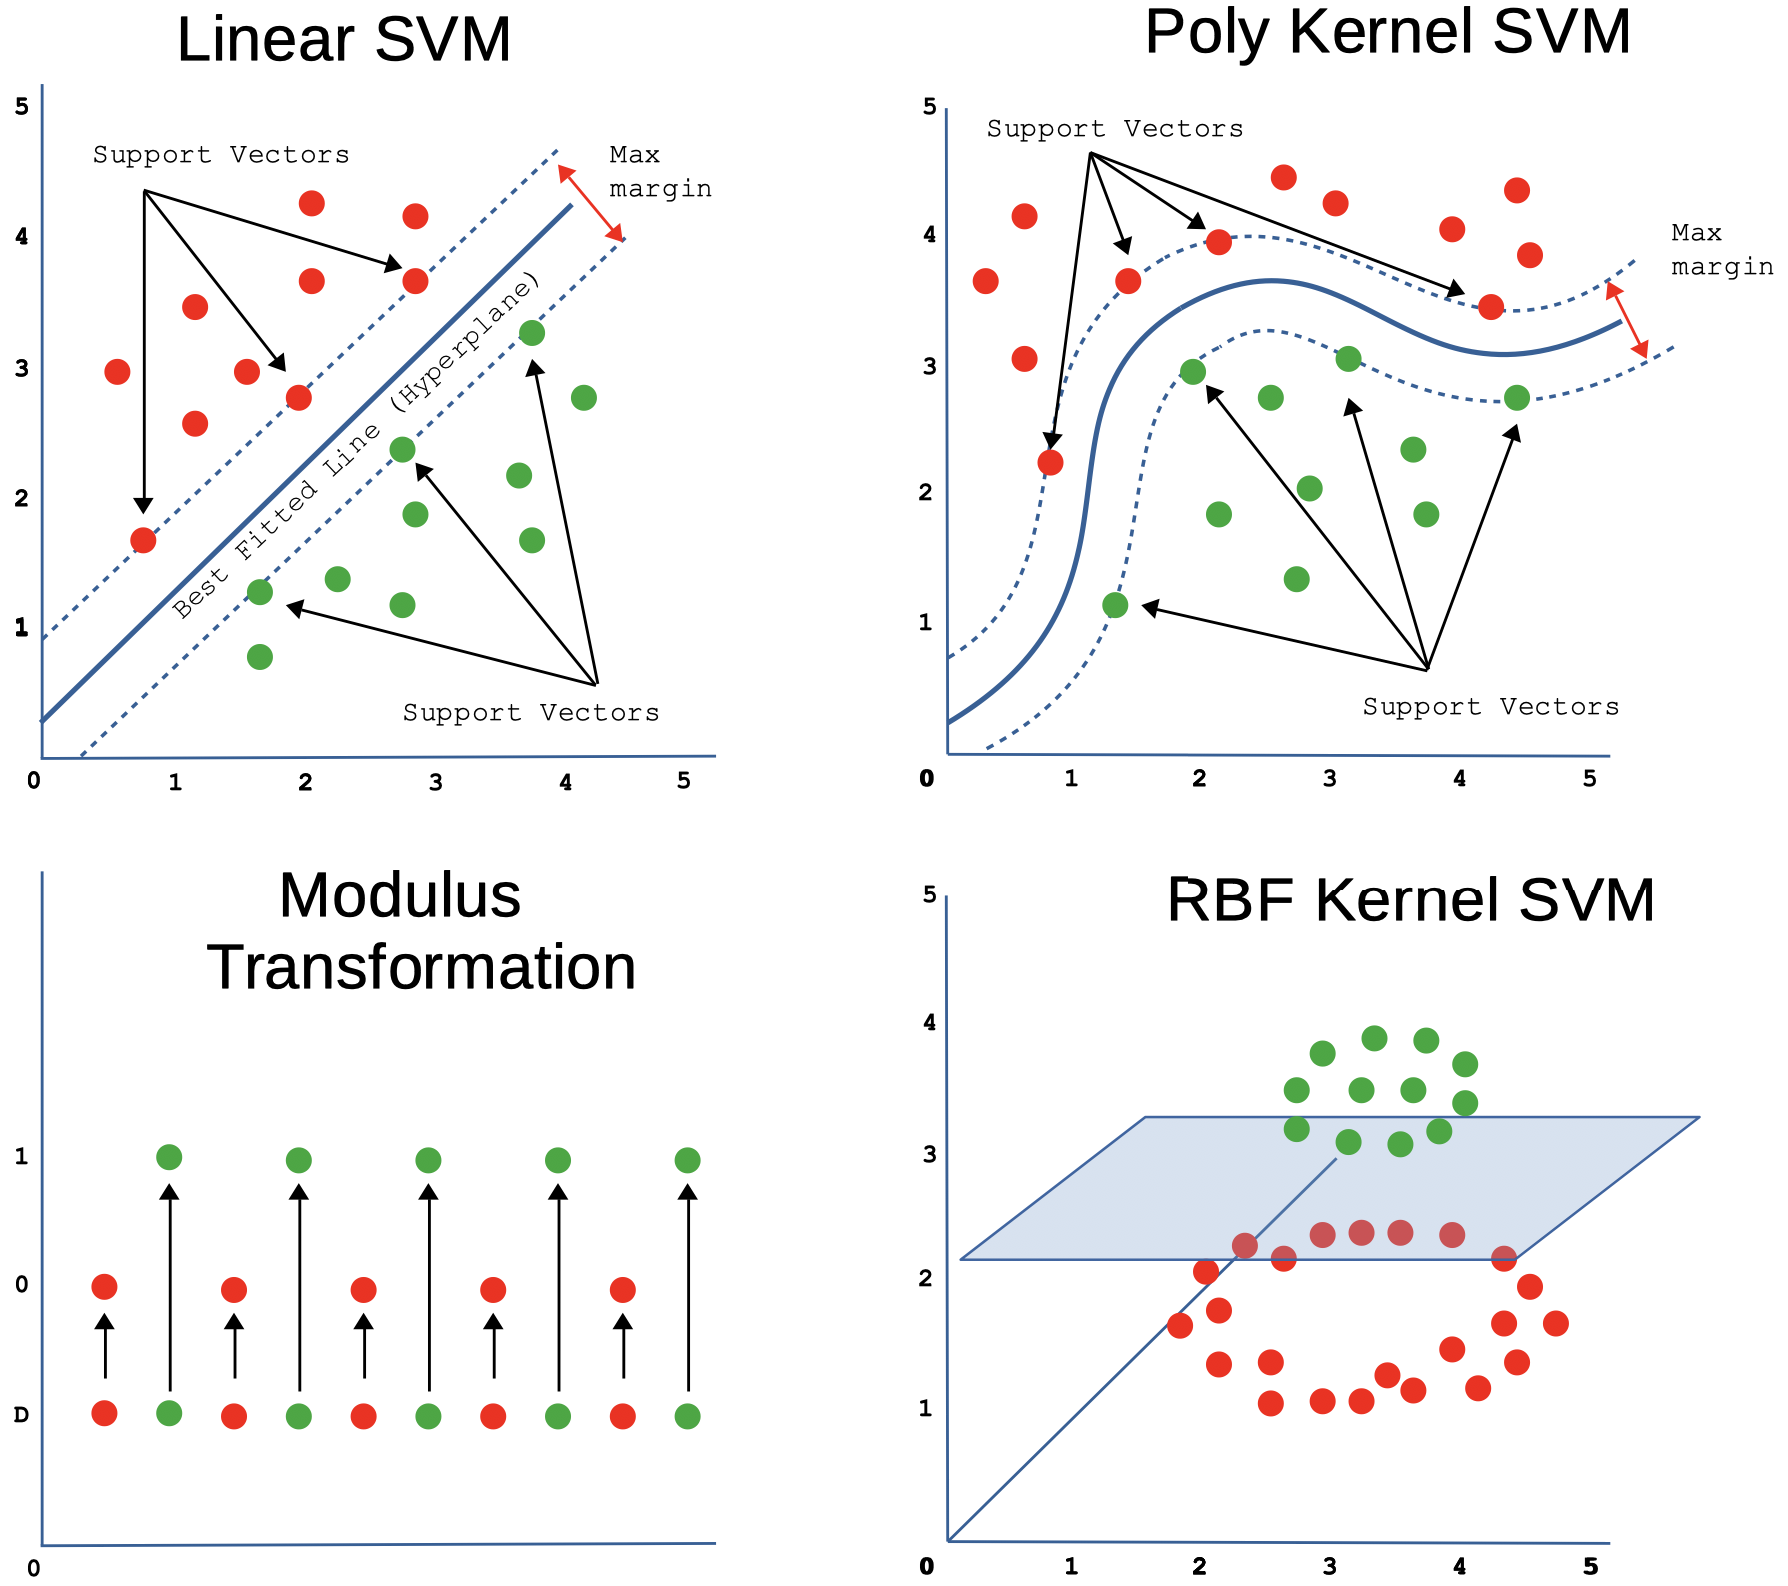 Linear SVM
5
4
3
2
1
0
1
2
3
4
5
Support Vectors
Max
margin
Best Fitted Line (Hyperplane)
Support Vectors
Poly Kernel SVM
5
4
3
2
1
0
1
2
3
4
5
Support Vectors
Max
margin
Support Vectors
Modulus
Transformation
1
0
D
0
RBF Kernel SVM
5
4
3
2
1
0
1
2
3
4
5